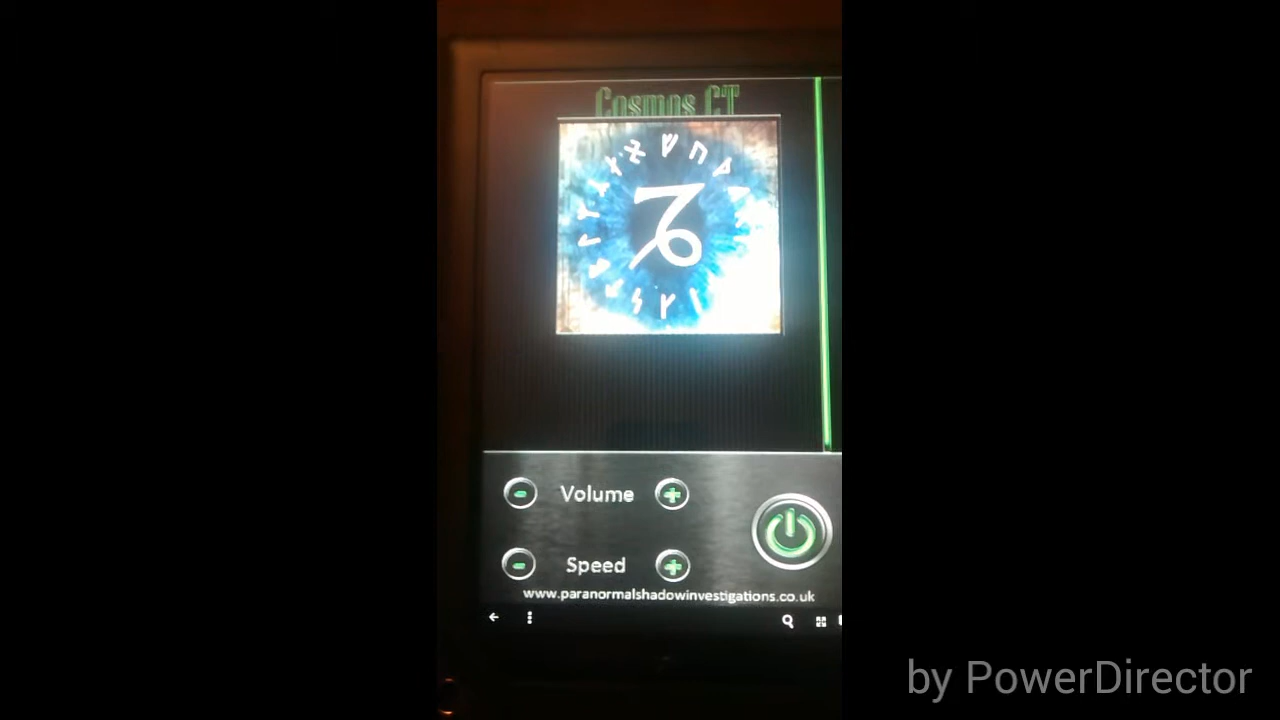 Cosmos CT
- Volume +
- Speed +
www.paranormalshadowinvestigations.co.uk
by PowerDirector